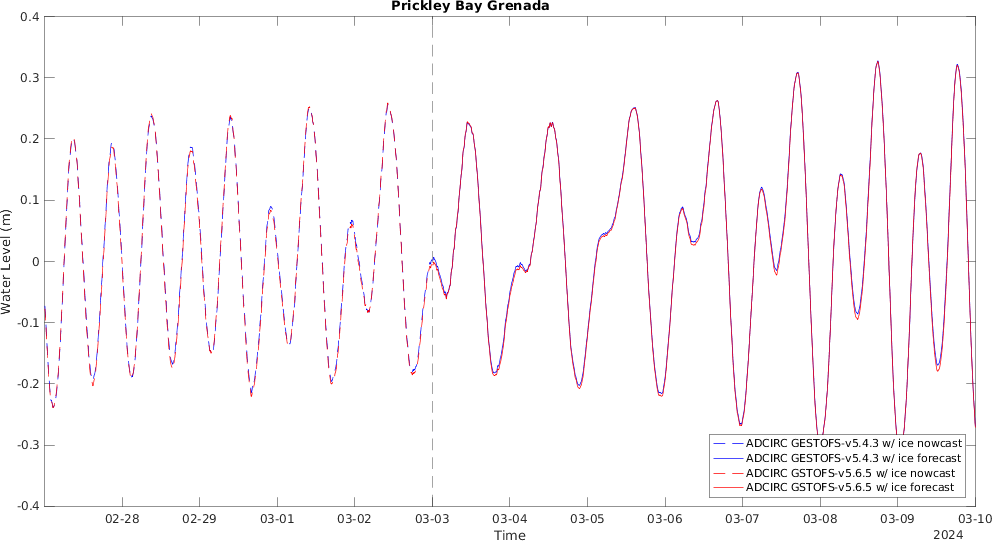 Prickley Bay Grenada
0.4
0.3
0.2
0.1
0
-0.1
-0.2
-0.3
-0.4
Water Level (m)
ADCIRC GESTOFS-v5.4.3 w/ ice nowcast
ADCIRC GESTOFS-v5.4.3 w/ ice forecast
ADCIRC GSTOFS-v5.6.5 w/ ice nowcast
ADCIRC GSTOFS-v5.6.5 w/ ice forecast
02-28 02-29 03-01 03-02 03-03 03-04 03-05 03-06 03-07 03-08 03-09 03-10
Time
2024